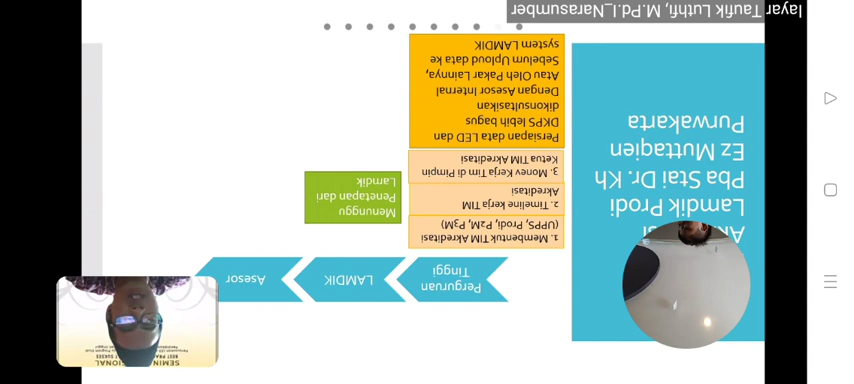 Lamdik Prodi
Pba Stai Dr. Kh
Ez Muttaqien
Purwakarta
Perguruan
Tinggi
LAMDIK
Asesor
1. Membentuk TIM Akreditasi
(UPPS, Prodi, P2M, P3M)
2. Timeline kerja TIM
Akreditasi
3. Monev Kerja Tim di Pimpin
Ketua TIM Akreditasi
Persiapan data LED dan
DKPS lebih bagus
dikonsultasikan
Dengan Asesor Internal
Atau Oleh Pakar Lainnya,
Sebelum Upload data ke
system LAMDIK
Menunggu
Penetapan dari
Lamdik
layar Taufik Luthfi, M.Pd.I_Narasumber